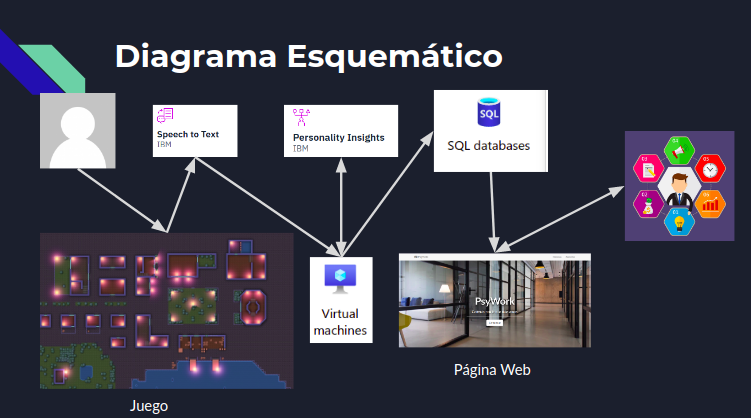 Diagrama Esquemático
Speech to Text
IBM
Personality Insights
IBM
SQL
SQL databases
Virtual
machines
PsyWork
Juego
Página Web